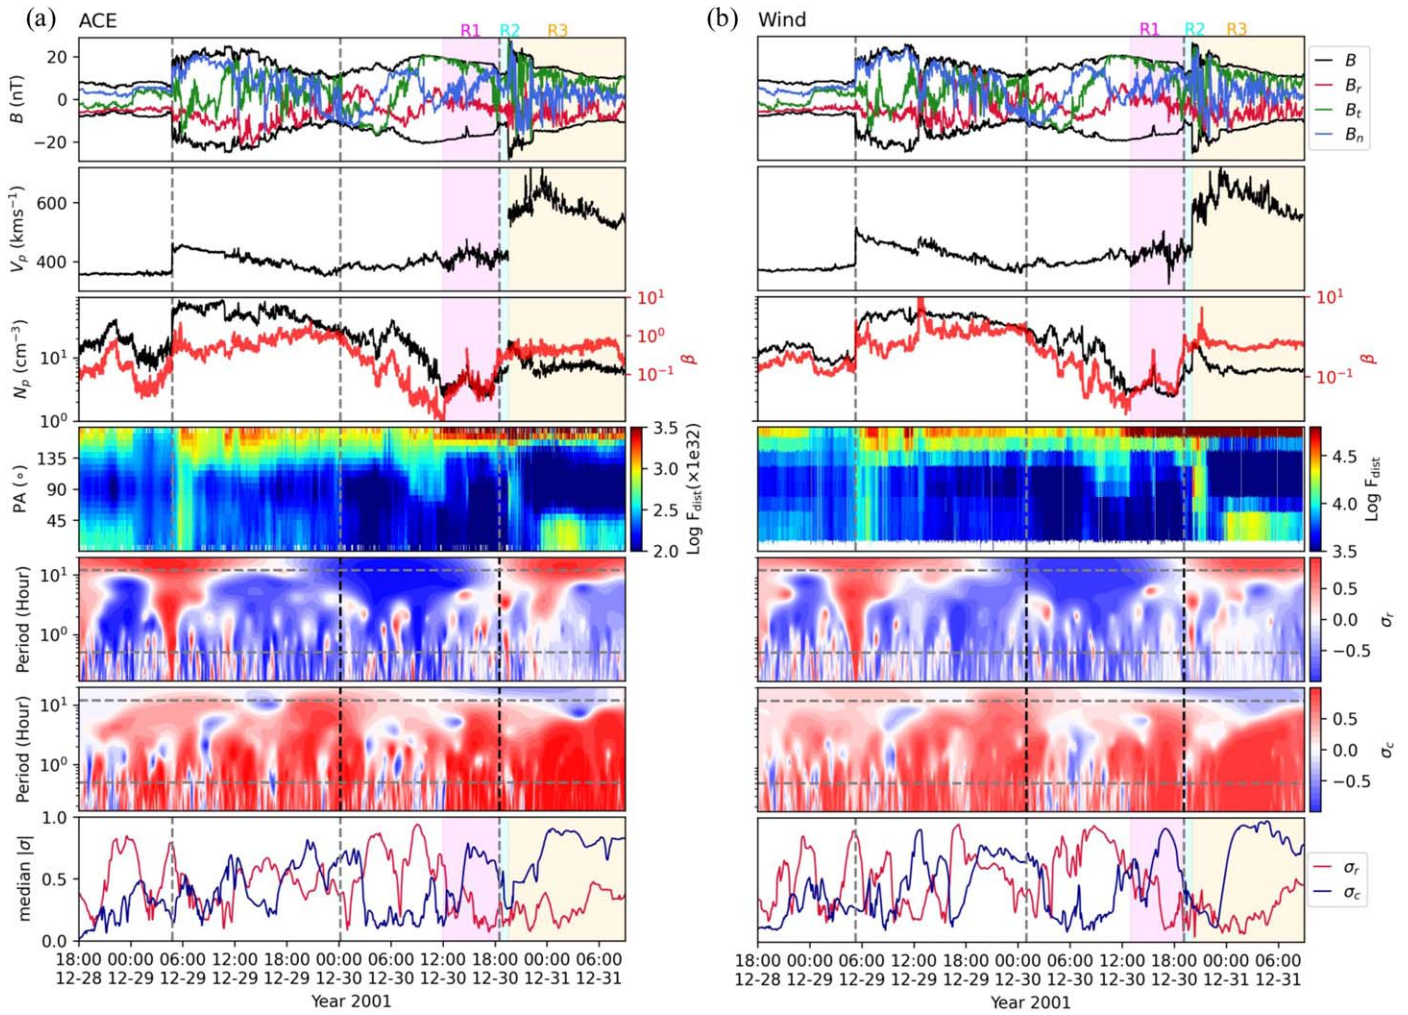 (a) ACE
R1 R2 R3
B (nT)
20
0
−20
V_p (kms⁻¹)
600
400
N_p (cm⁻³)
10¹
10⁰
10¹
10⁰
10⁻¹
β
PA (∘)
135
90
45
3.5
3.0
2.5
2.0
Log F_dist(×1e32)
Period (Hour)
10¹
10⁰
Period (Hour)
10¹
10⁰
median |σ|
1.0
0.5
0.0
18:00 00:00 06:00 12:00 18:00 00:00 06:00 12:00 18:00 00:00 06:00
12-28 12-29 12-29 12-29 12-29 12-30 12-30 12-30 12-30 12-31 12-31
Year 2001
(b) Wind
R1 R2 R3
B
B_r
B_t
B_n
10¹
10⁻¹
β
4.5
4.0
3.5
Log F_dist
0.5
0.0
−0.5
σ_r
0.5
0.0
−0.5
σ_c
σ_r
σ_c
18:00 00:00 06:00 12:00 18:00 00:00 06:00 12:00 18:00 00:00 06:00
12-28 12-29 12-29 12-29 12-29 12-30 12-30 12-30 12-30 12-31 12-31
Year 2001